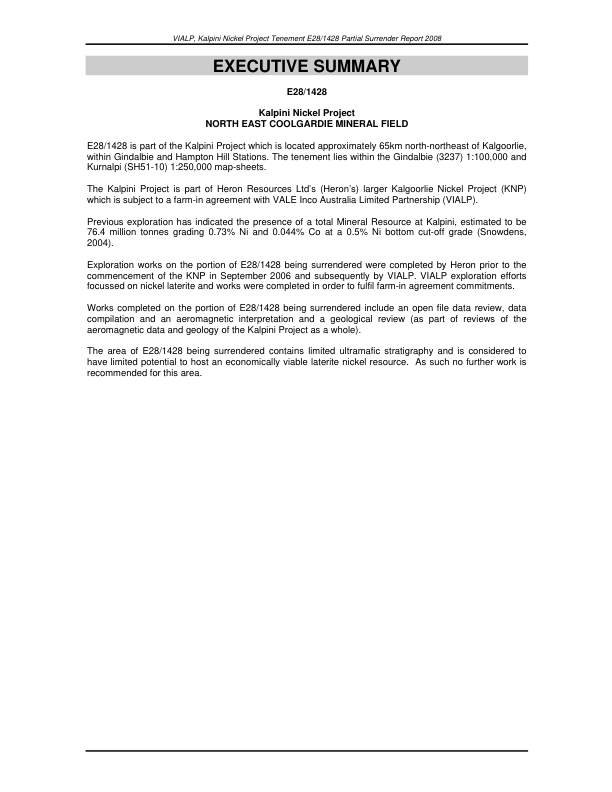 VIALP, Kalpini Nickel Project Tenement E28/1428 Partial Surrender Report 2008
EXECUTIVE SUMMARY
E28/1428
Kalpini Nickel Project
NORTH EAST COOLGARDIE MINERAL FIELD
E28/1428 is part of the Kalpini Project which is located approximately 65km north-northeast of Kalgoorlie,
within Gindalbie and Hampton Hill Stations. The tenement lies within the Gindalbie (3237) 1:100,000 and
Kurnalpi (SH51-10) 1:250,000 map-sheets.
The Kalpini Project is part of Heron Resources Ltd's (Heron's) larger Kalgoorlie Nickel Project (KNP)
which is subject to a farm-in agreement with VALE Inco Australia Limited Partnership (VIALP).
Previous exploration has indicated the presence of a total Mineral Resource at Kalpini, estimated to be
76.4 million tonnes grading 0.73% Ni and 0.044% Co at a 0.5% Ni bottom cut-off grade (Snowdens,
2004).
Exploration works on the portion of E28/1428 being surrendered were completed by Heron prior to the
commencement of the KNP in September 2006 and subsequently by VIALP. VIALP exploration efforts
focussed on nickel laterite and works were completed in order to fulfil farm-in agreement commitments.
Works completed on the portion of E28/1428 being surrendered include an open file data review, data
compilation and an aeromagnetic interpretation and a geological review (as part of reviews of the
aeromagnetic data and geology of the Kalpini Project as a whole).
The area of E28/1428 being surrendered contains limited ultramafic stratigraphy and is considered to
have limited potential to host an economically viable laterite nickel resource. As such no further work is
recommended for this area.